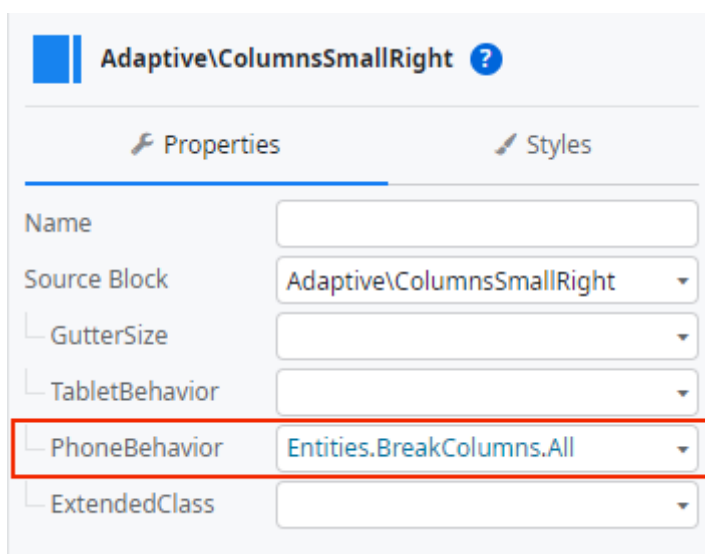 Adaptive\ColumnsSmallRight ?
Properties Styles
Name
Source Block Adaptive\ColumnsSmallRight
GutterSize
TabletBehavior
PhoneBehavior Entities.BreakColumns.All
ExtendedClass